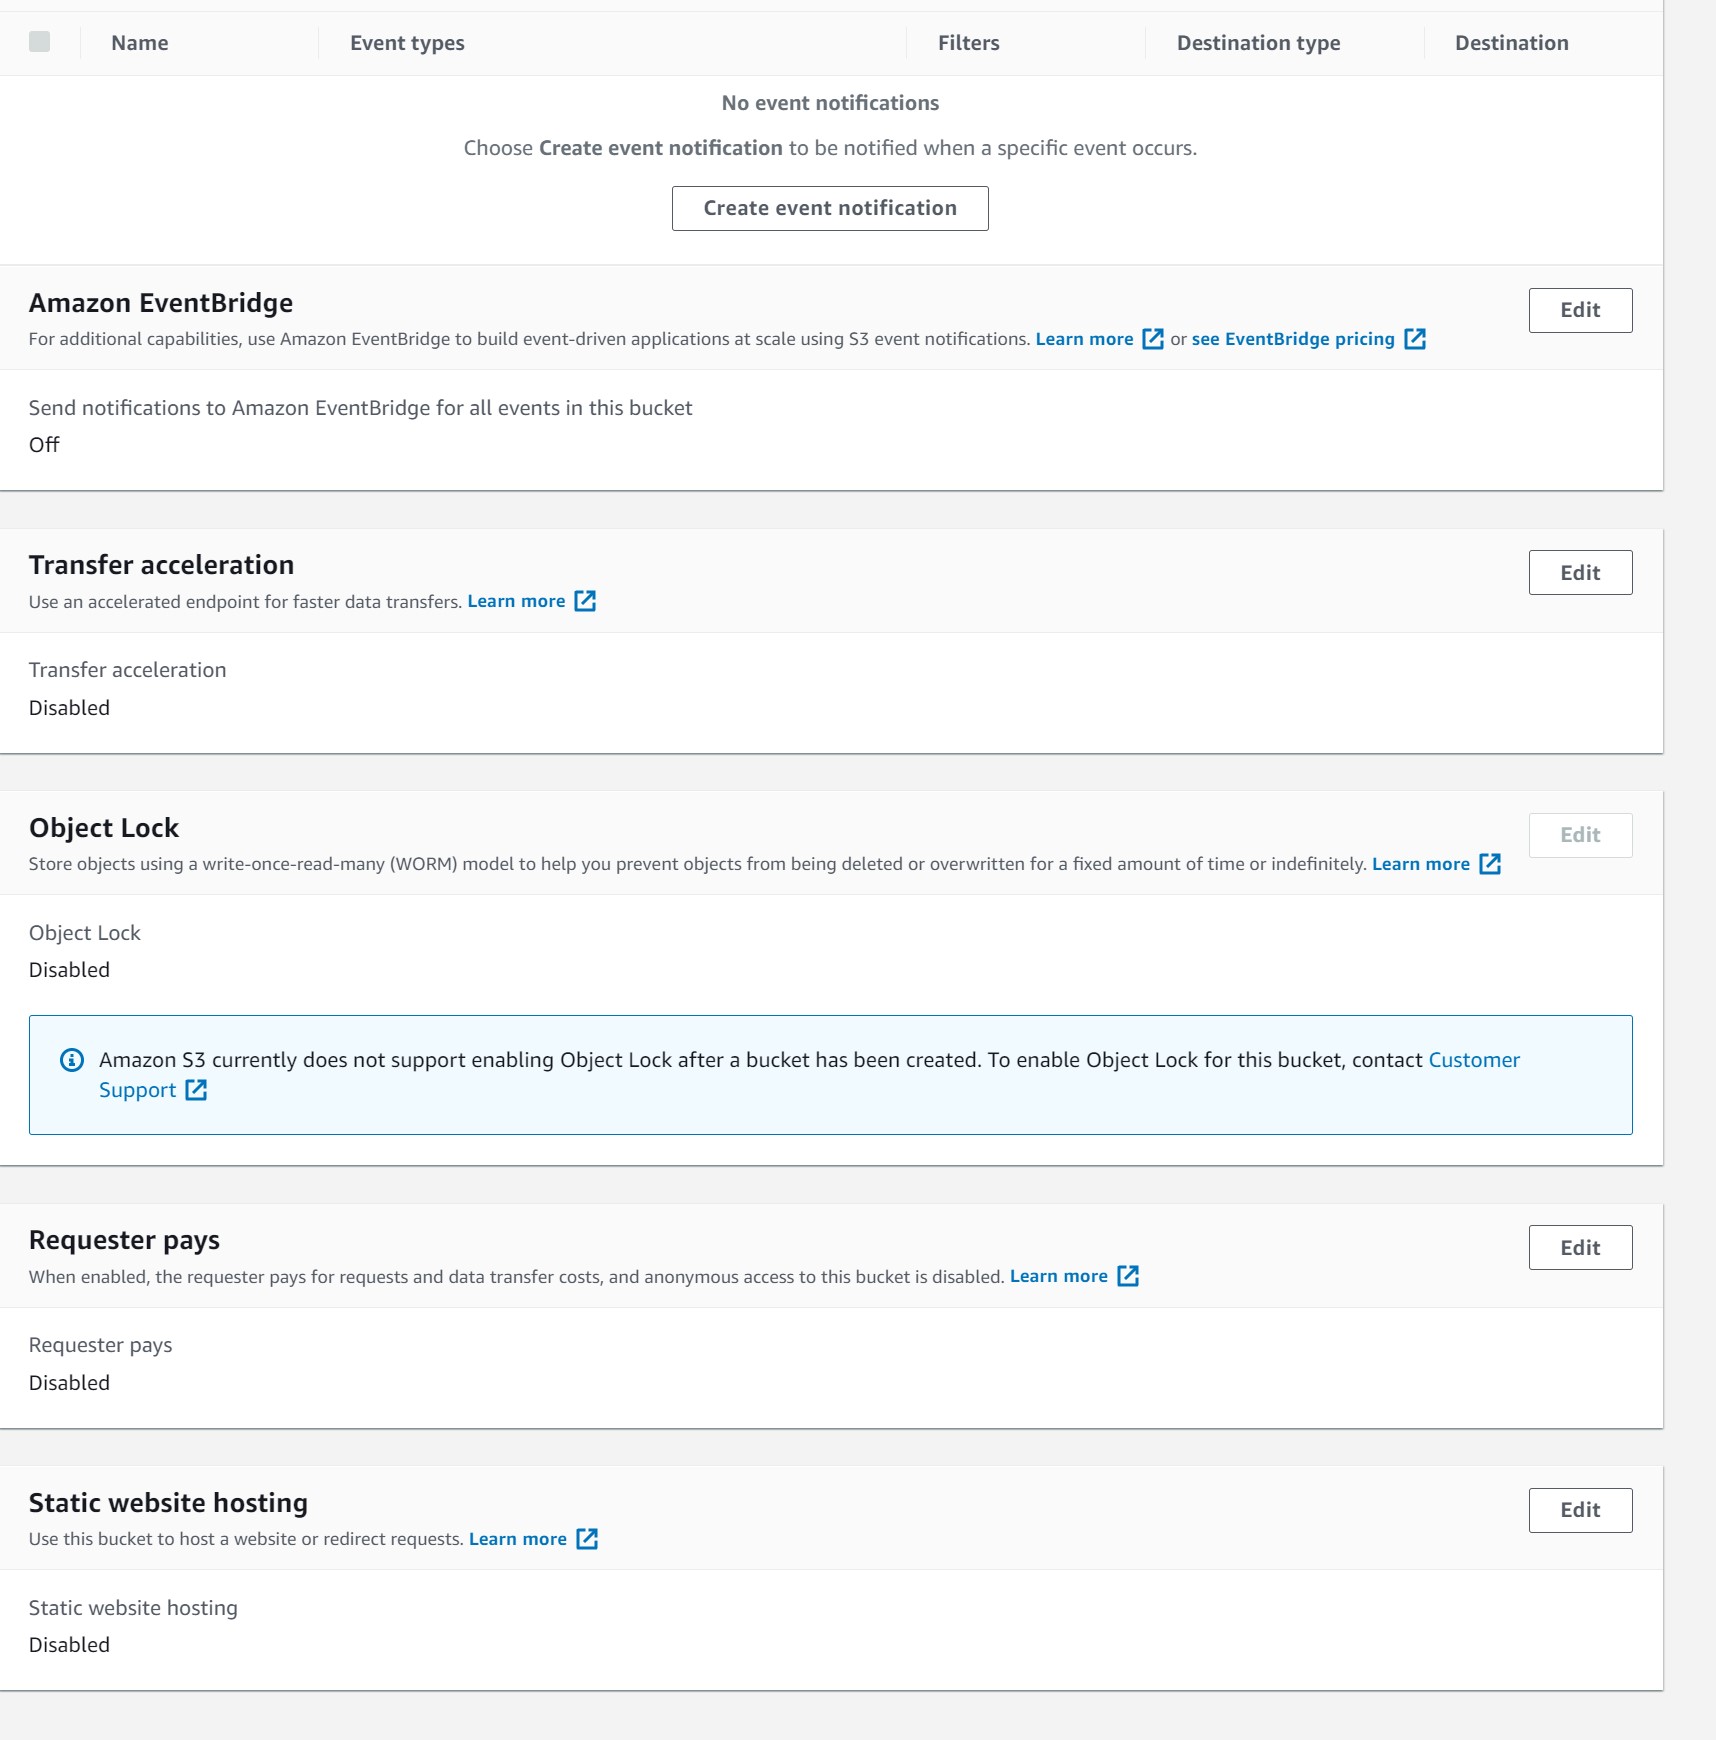 Name Event types Filters Destination type Destination
No event notifications
Choose Create event notification to be notified when a specific event occurs.
Create event notification
Amazon EventBridge
Edit
For additional capabilities, use Amazon EventBridge to build event-driven applications at scale using S3 event notifications. Learn more or see EventBridge pricing
Send notifications to Amazon EventBridge for all events in this bucket
Off
Transfer acceleration
Edit
Use an accelerated endpoint for faster data transfers. Learn more
Transfer acceleration
Disabled
Object Lock
Edit
Store objects using a write-once-read-many (WORM) model to help you prevent objects from being deleted or overwritten for a fixed amount of time or indefinitely. Learn more
Object Lock
Disabled
Amazon S3 currently does not support enabling Object Lock after a bucket has been created. To enable Object Lock for this bucket, contact Customer
Support
Requester pays
Edit
When enabled, the requester pays for requests and data transfer costs, and anonymous access to this bucket is disabled. Learn more
Requester pays
Disabled
Static website hosting
Edit
Use this bucket to host a website or redirect requests. Learn more
Static website hosting
Disabled